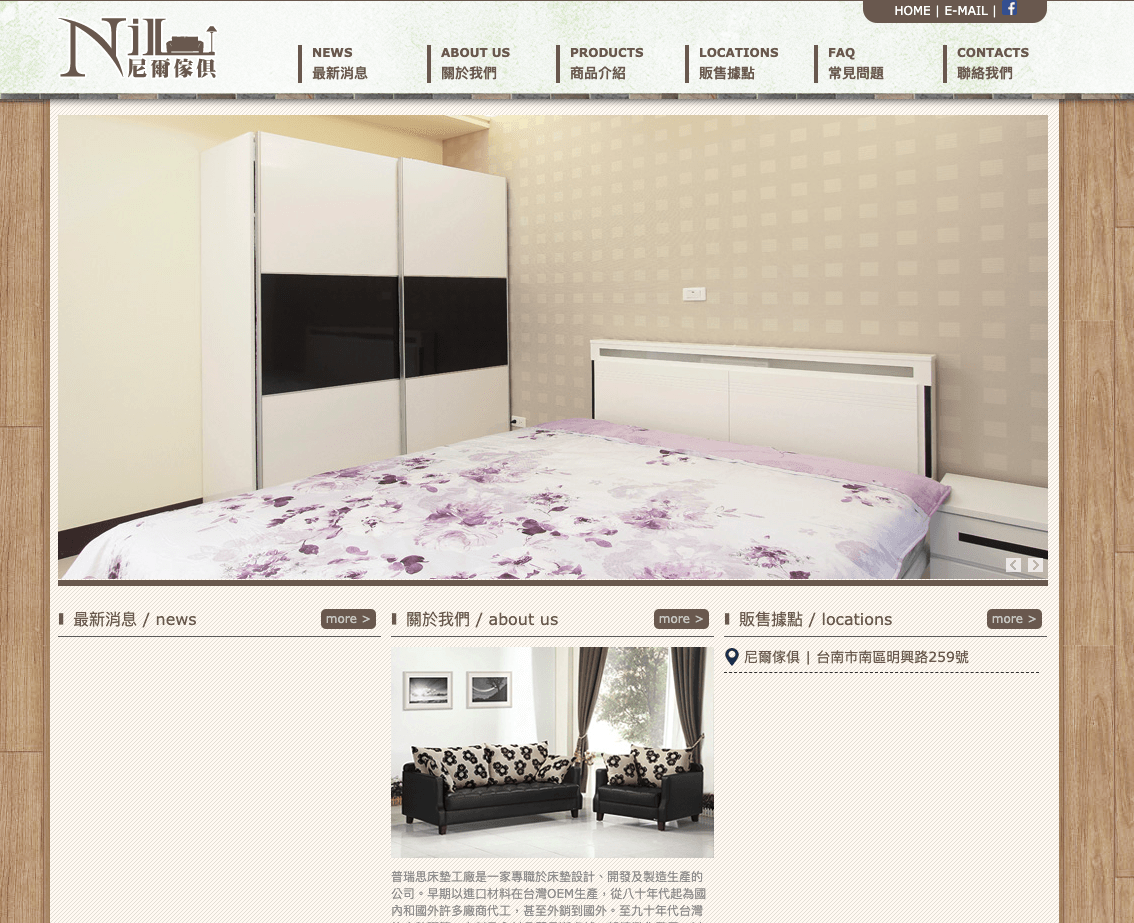 HOME | E-MAIL |
Nill
尼爾傢俱
NEWS
最新消息
ABOUT US
關於我們
PRODUCTS
商品介紹
LOCATIONS
販售據點
FAQ
常見問題
CONTACTS
聯絡我們
最新消息 / news
more >
關於我們 / about us
more >
販售據點 / locations
more >
尼爾傢俱 | 台南市南區明興路259號
普瑞思床墊工廠是一家專職於床墊設計、開發及製造生產的
公司。早期以進口材料在台灣OEM生產，從八十年代起為國
內和國外許多廠商代工，甚至外銷到國外。至九十年代台灣